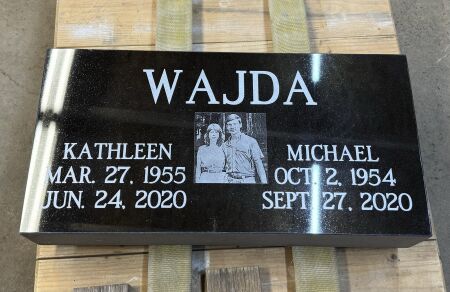 WAJDA
KATHLEEN
MAR. 27, 1955
JUN. 24, 2020
MICHAEL
OCT. 2, 1954
SEPT. 27, 2020